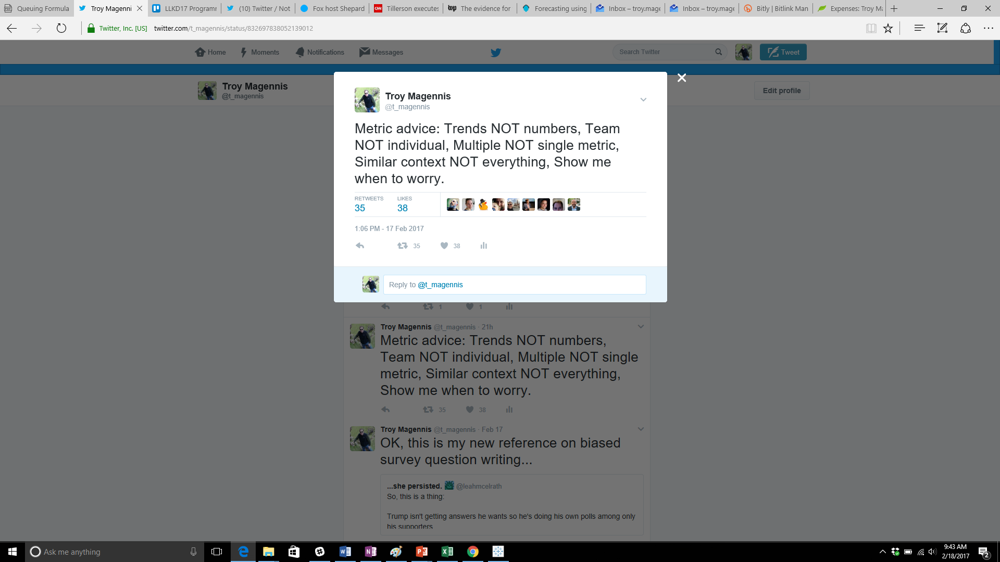 Queuing Formula
Troy Magenni
LLKD17 Programm
(10) Twitter / Not
Fox host Shepard
CNN
Tillerson executes
wp
The evidence for
Forecasting using
Inbox – troy.mage
Inbox – troy.mage
Bitly | Bitlink Man
Expenses: Troy Ma
Twitter, Inc. [US]
twitter.com/t_magennis/status/832697838052139012
Home
Moments
Notifications
Messages
Search Twitter
Tweet
Troy Magennis
@t_magennis
Edit profile
Troy Magennis
@t_magennis
Metric advice: Trends NOT numbers, Team
NOT individual, Multiple NOT single metric,
Similar context NOT everything, Show me
when to worry.
RETWEETS
35
LIKES
38
1:06 PM - 17 Feb 2017
35
38
Reply to @t_magennis
1
1
Troy Magennis @t_magennis · 21h
Metric advice: Trends NOT numbers,
Team NOT individual, Multiple NOT single
metric, Similar context NOT everything,
Show me when to worry.
35
38
Troy Magennis @t_magennis · Feb 17
OK, this is my new reference on biased
survey question writing...
...she persisted. @leahmcelrath
So, this is a thing:
Trump isn't getting answers he wants so he's doing his own polls among only
his supporters
Ask me anything
9:43 AM
2/18/2017
2